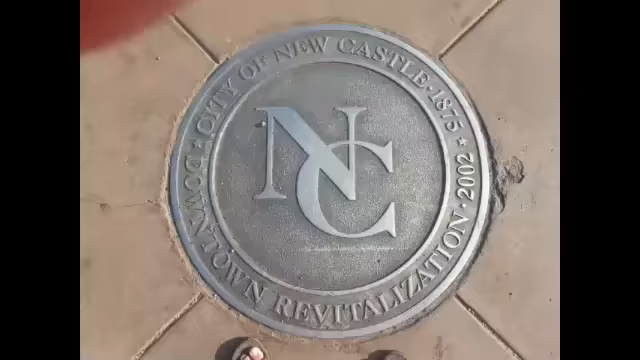 CITY OF NEW CASTLE · 1875 ★
DOWNTOWN REVITALIZATION · 2002
NC